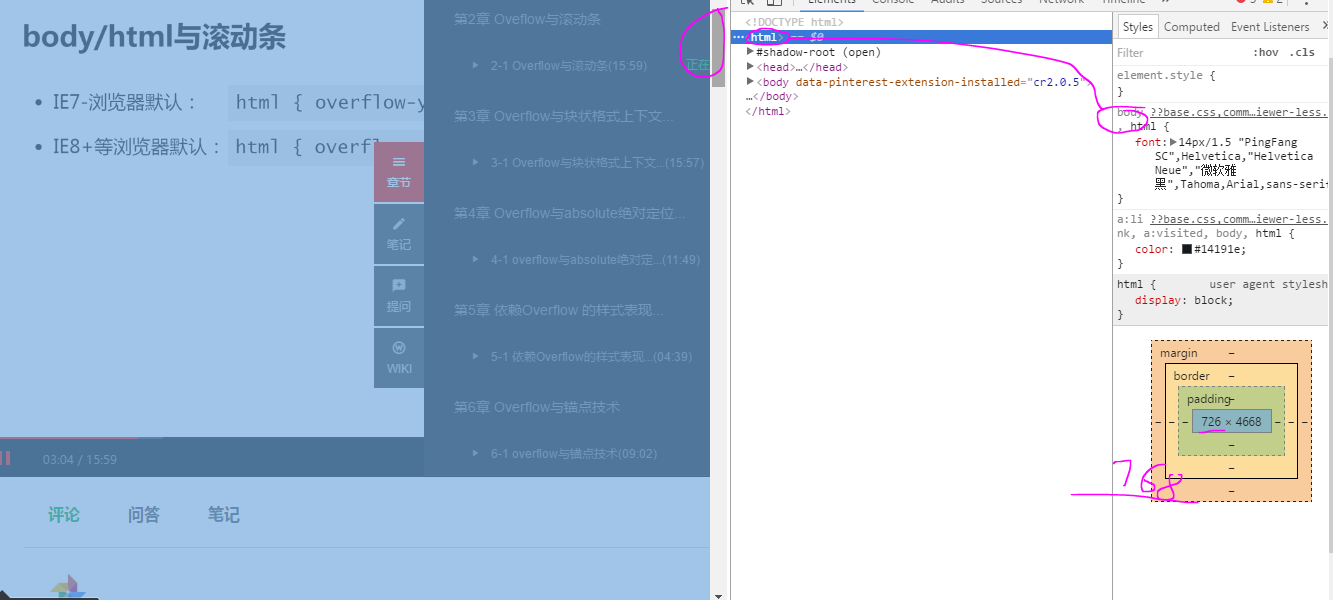 body/html与滚动条
• IE7-浏览器默认： html { overflow-y
• IE8+等浏览器默认： html { overfl
章节
笔记
提问
WIKI
03:04 / 15:59
评论 问答 笔记
第2章 Oveflow与滚动条
2-1 Overflow与滚动条(15:59) 正在
第3章 Overflow与块状格式上下文...
3-1 Overflow与块状格式上下文...(15:57)
第4章 Overflow与absolute绝对定位...
4-1 overflow与absolute绝对定...(11:49)
第5章 依赖Overflow 的样式表现...
5-1 依赖Overflow的样式表现...(04:39)
第6章 Overflow与锚点技术
6-1 overflow与锚点技术(09:02)
Elements Console Audits Sources Network Timeline
<!DOCTYPE html>
html> == $0
#shadow-root (open)
<head>…</head>
<body data-pinterest-extension-installed="cr2.0.5">
…</body>
</html>
Styles Computed Event Listeners
Filter :hov .cls
element.style {
}
body ??base.css,comm…iewer-less.
, html {
font: 14px/1.5 "PingFang
SC",Helvetica,"Helvetica
Neue","微软雅
黑",Tahoma,Arial,sans-serif
}
a:li ??base.css,comm…iewer-less.
nk, a:visited, body, html {
color: #14191e;
}
html { user agent stylesh
display: block;
}
margin –
border –
padding –
– – – 726 × 4668 – – –
–
–
–
768